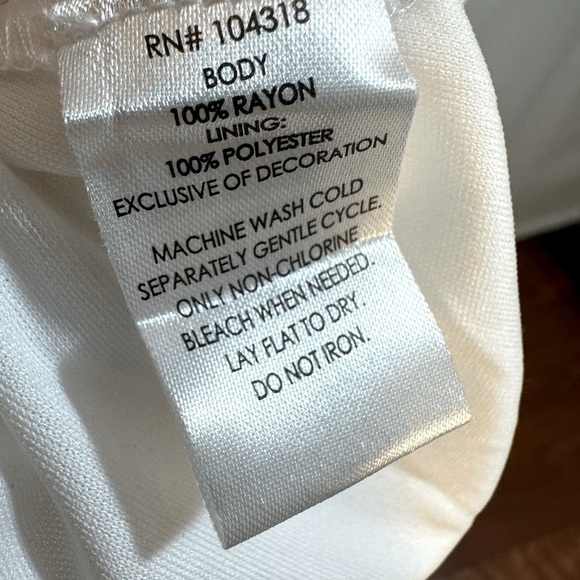 RN# 104318
BODY
100% RAYON
LINING:
100% POLYESTER
EXCLUSIVE OF DECORATION
MACHINE WASH COLD
SEPARATELY GENTLE CYCLE.
ONLY NON-CHLORINE
BLEACH WHEN NEEDED.
LAY FLAT TO DRY.
DO NOT IRON.